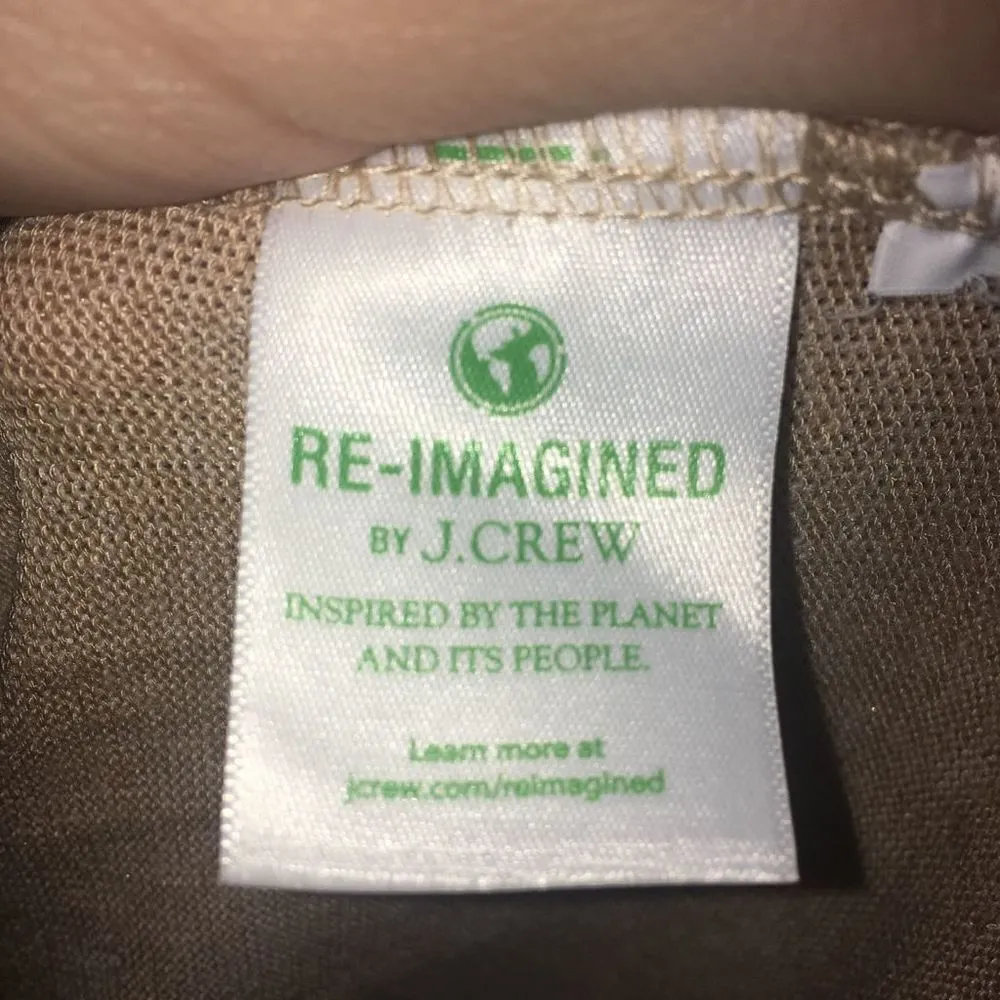 RE-IMAGINED
BY J.CREW
INSPIRED BY THE PLANET
AND ITS PEOPLE.
Learn more at
jcrew.com/reimagined